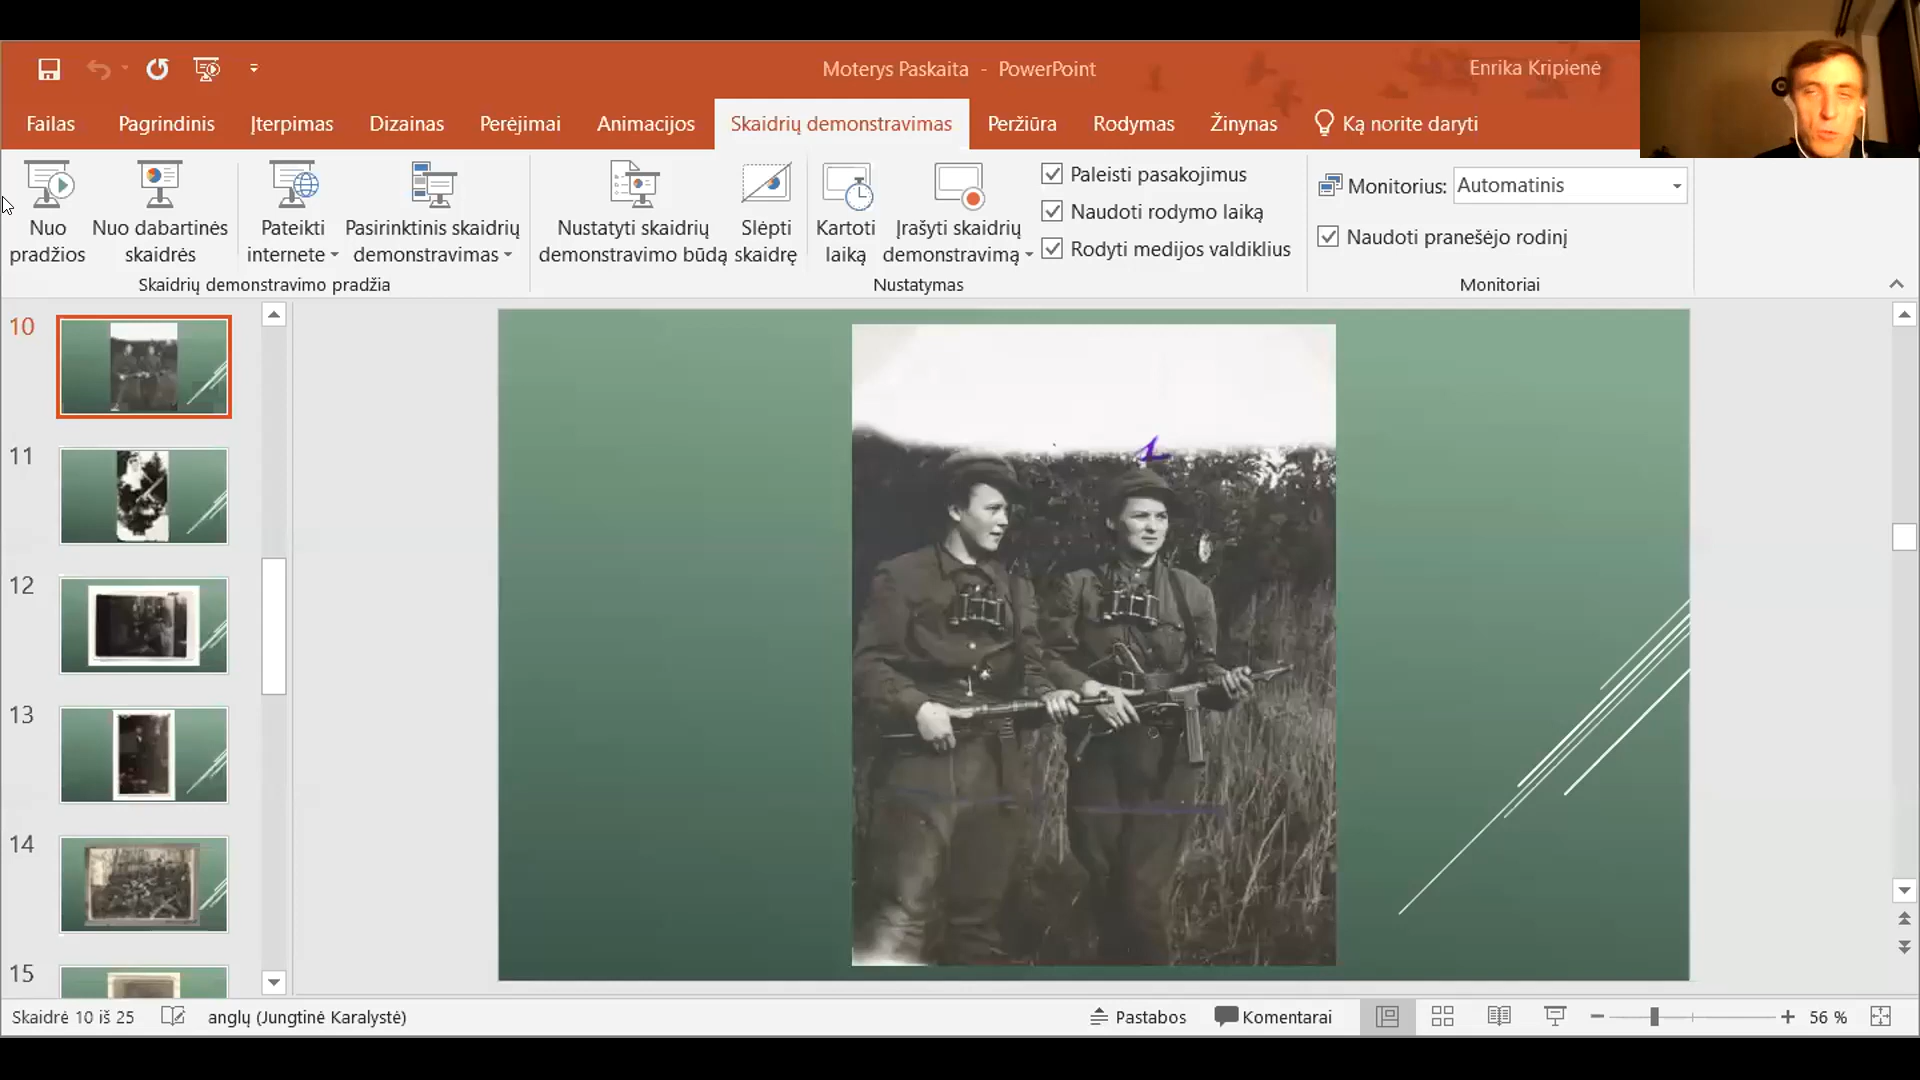 Moterys Paskaita - PowerPoint
Enrika Kripienė
Failas
Pagrindinis
Įterpimas
Dizainas
Perėjimai
Animacijos
Skaidrių demonstravimas
Peržiūra
Rodymas
Žinynas
Ką norite daryti
Nuo
pradžios
Nuo dabartinės
skaidrės
Pateikti
internete
Pasirinktinis skaidrių
demonstravimas
Skaidrių demonstravimo pradžia
Nustatyti skaidrių
demonstravimo būdą
Slėpti
skaidrę
Kartoti
laiką
Įrašyti skaidrių
demonstravimą
Paleisti pasakojimus
Naudoti rodymo laiką
Rodyti medijos valdiklius
Nustatymas
Monitorius: Automatinis
Naudoti pranešėjo rodinį
Monitoriai
10
11
12
13
14
15
1
Skaidrė 10 iš 25
anglų (Jungtinė Karalystė)
Pastabos
Komentarai
56 %